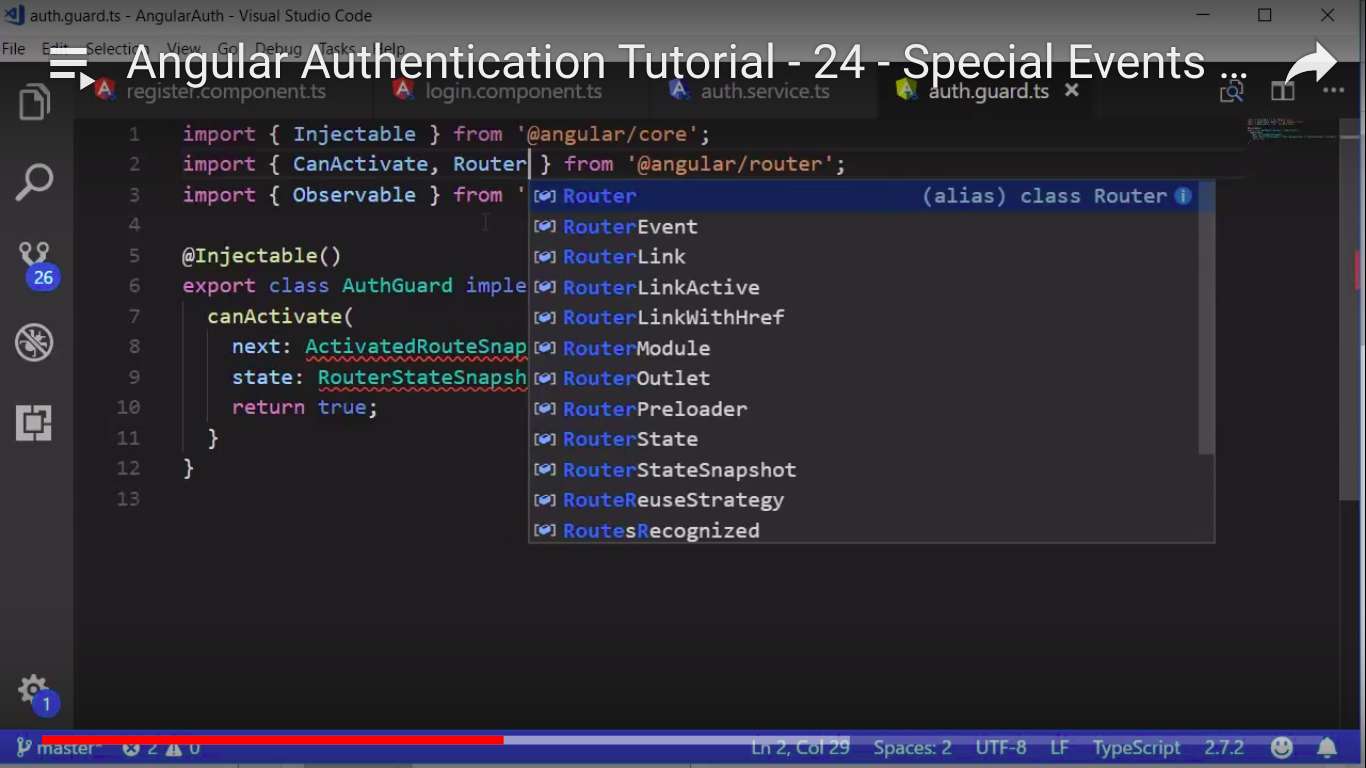 auth.guard.ts - AngularAuth - Visual Studio Code
File Edit Selection View Go Debug Tasks Help
Angular Authentication Tutorial - 24 - Special Events ...
register.component.ts login.component.ts auth.service.ts auth.guard.ts
1 import { Injectable } from '@angular/core';
2 import { CanActivate, Router } from '@angular/router';
3 import { Observable } from '
4
5 @Injectable()
6 export class AuthGuard imple
7 canActivate(
8 next: ActivatedRouteSnap
9 state: RouterStateSnapsh
10 return true;
11 }
12 }
13
Router (alias) class Router
RouterEvent
RouterLink
RouterLinkActive
RouterLinkWithHref
RouterModule
RouterOutlet
RouterPreloader
RouterState
RouterStateSnapshot
RouteReuseStrategy
RoutesRecognized
26
1
master* 2 0 Ln 2, Col 29 Spaces: 2 UTF-8 LF TypeScript 2.7.2